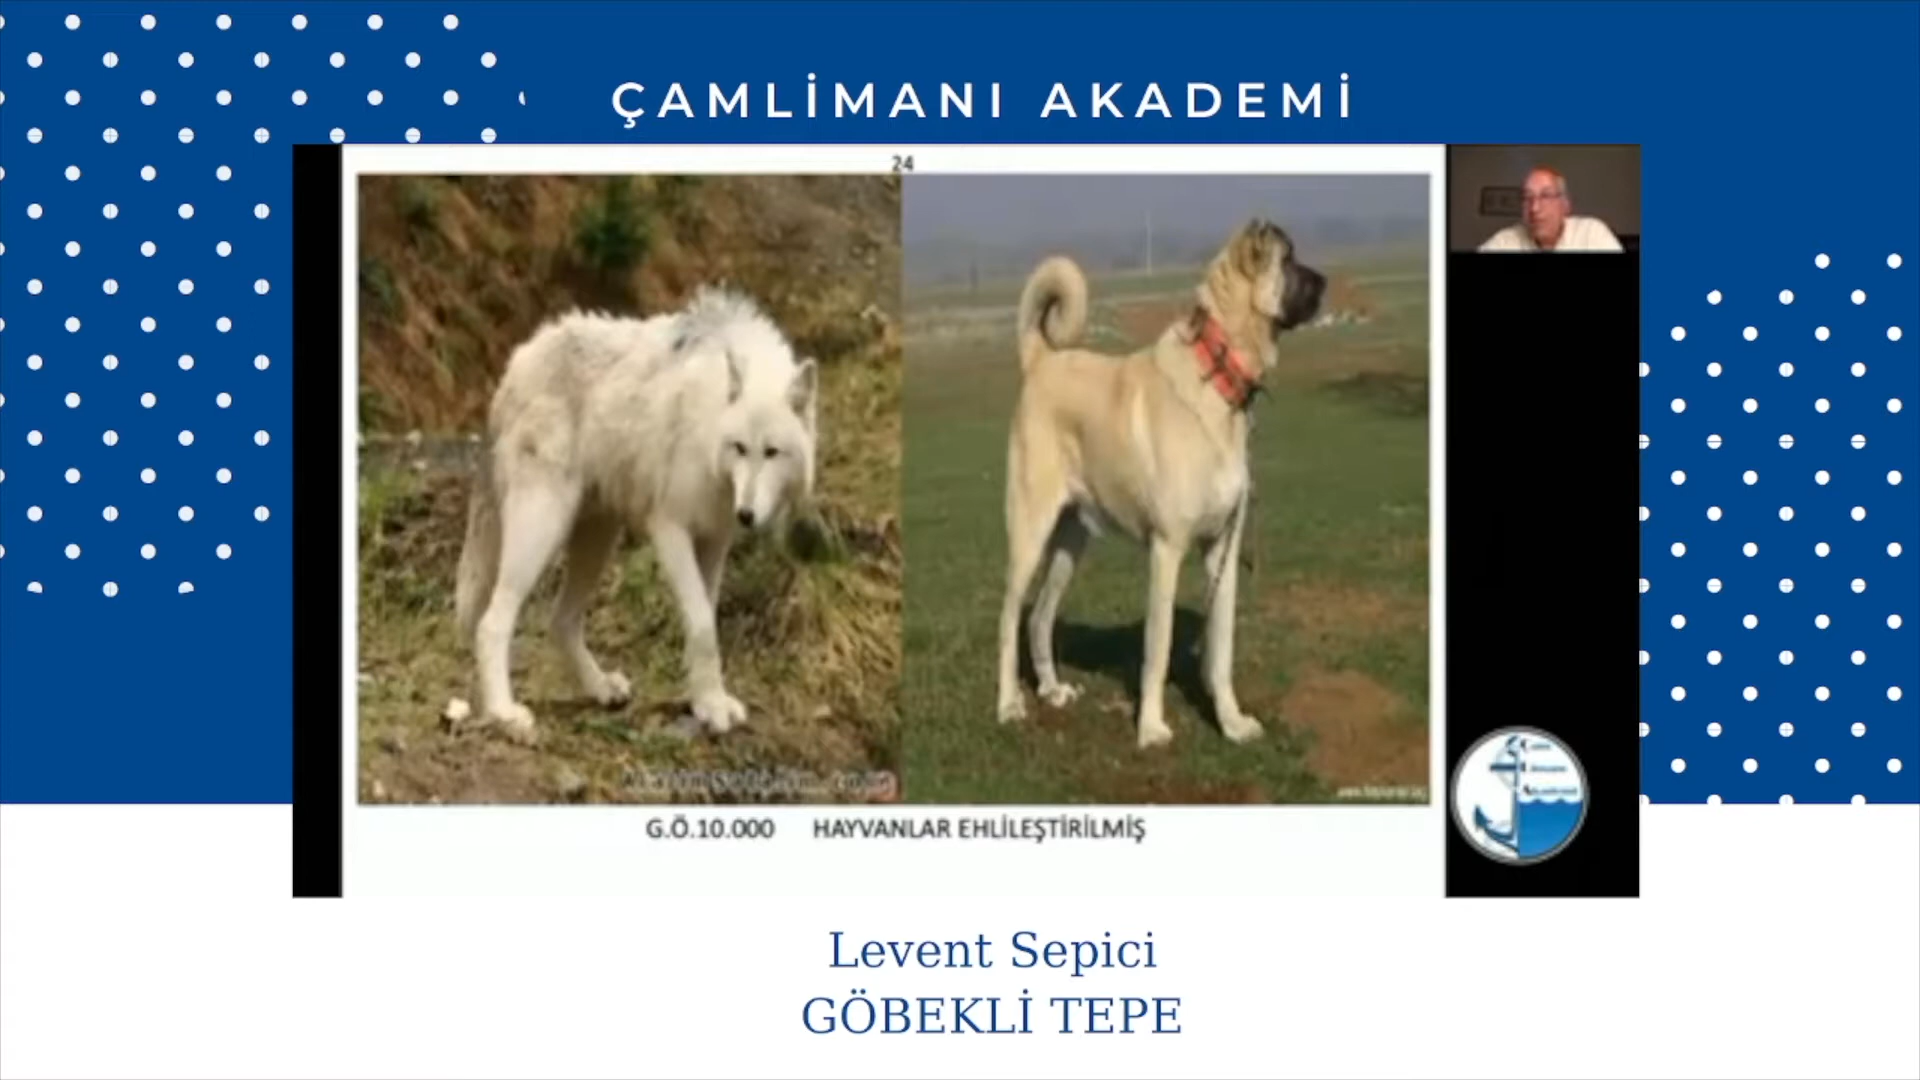 ÇAMLİMANI AKADEMİ
24
G.Ö.10.000 HAYVANLAR EHLİLEŞTİRİLMİŞ
Levent Sepici
GÖBEKLİ TEPE